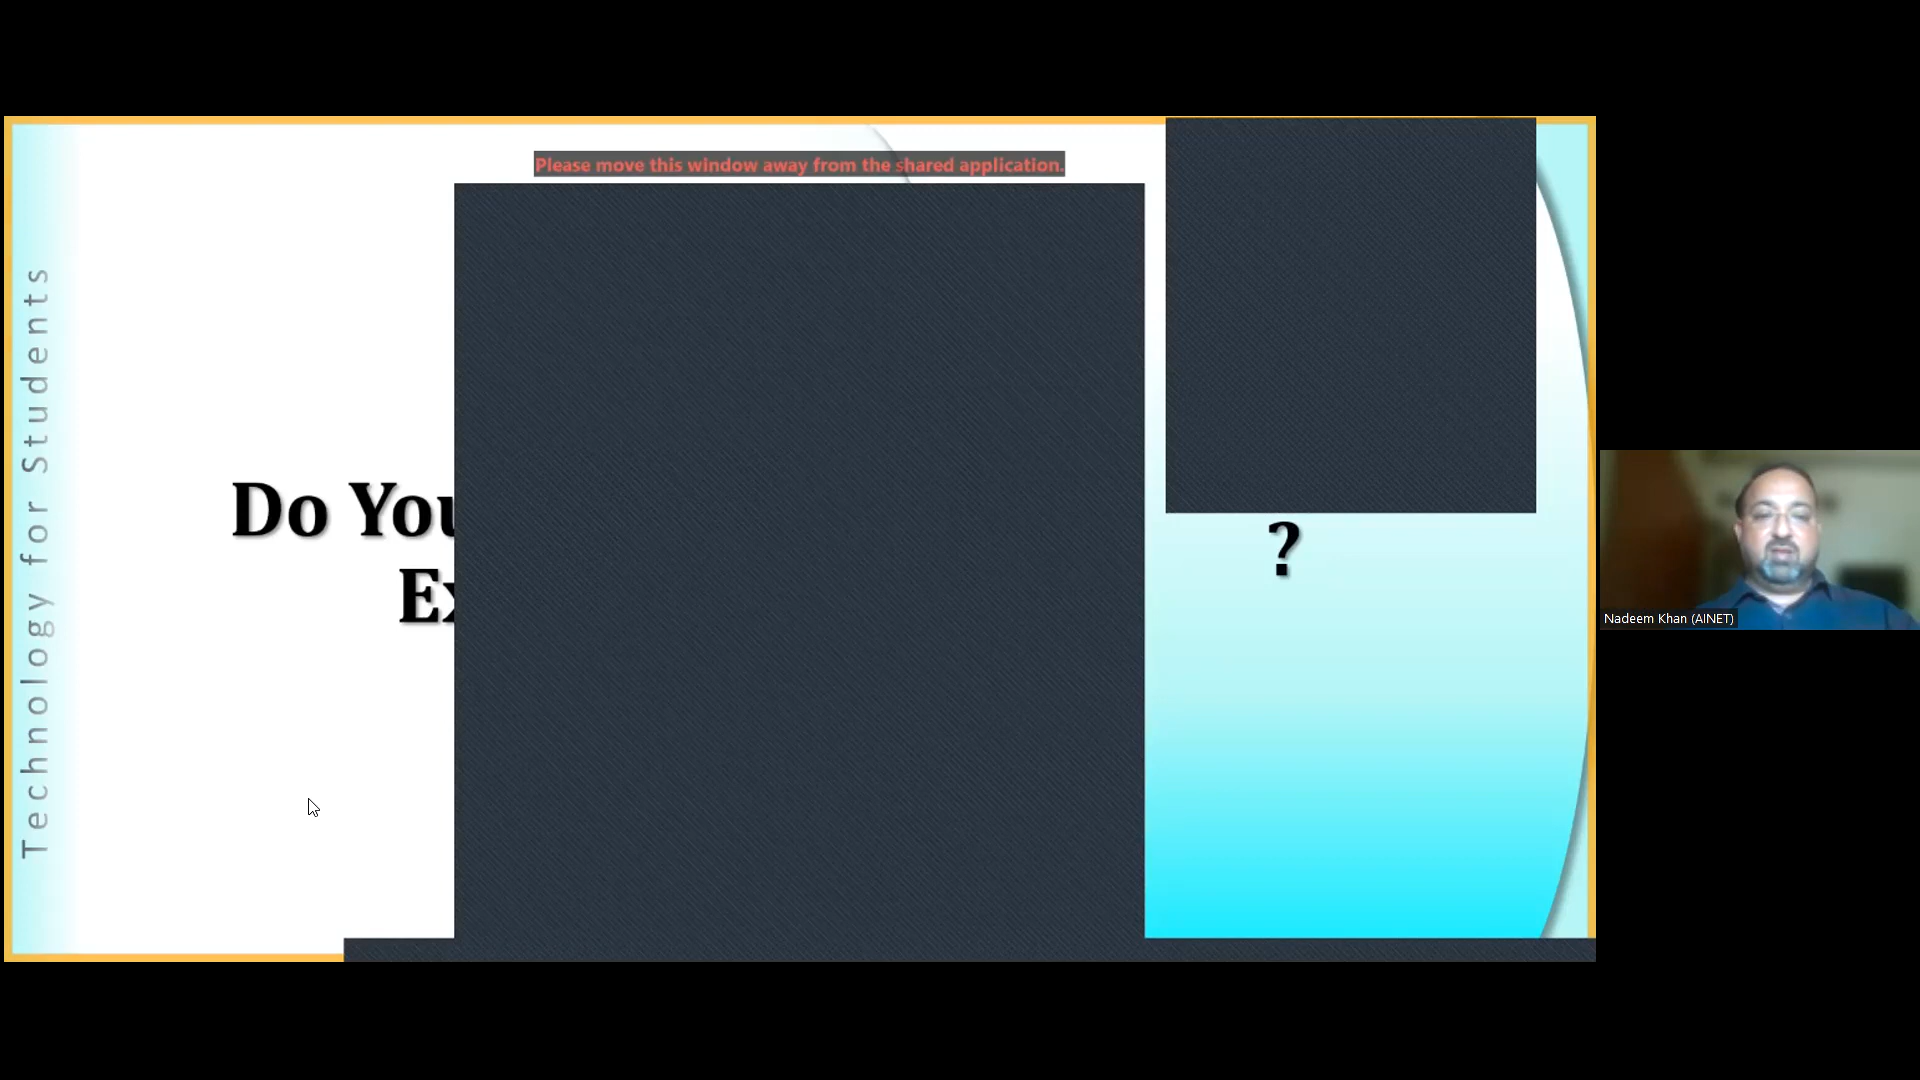 Please move this window away from the shared application.
Technology for Students
Do You
?
Nadeem Khan (AINET)